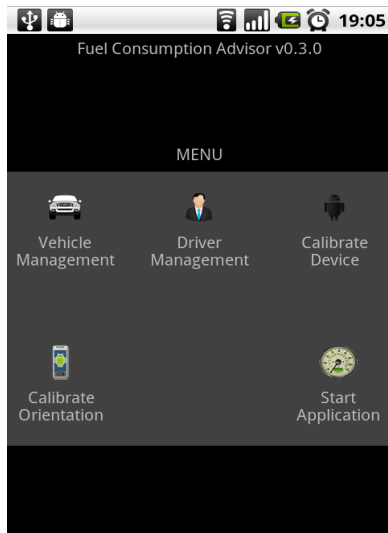 19:05
Fuel Consumption Advisor v0.3.0
MENU
Vehicle
Management
Driver
Management
Calibrate
Device
Calibrate
Orientation
Start
Application